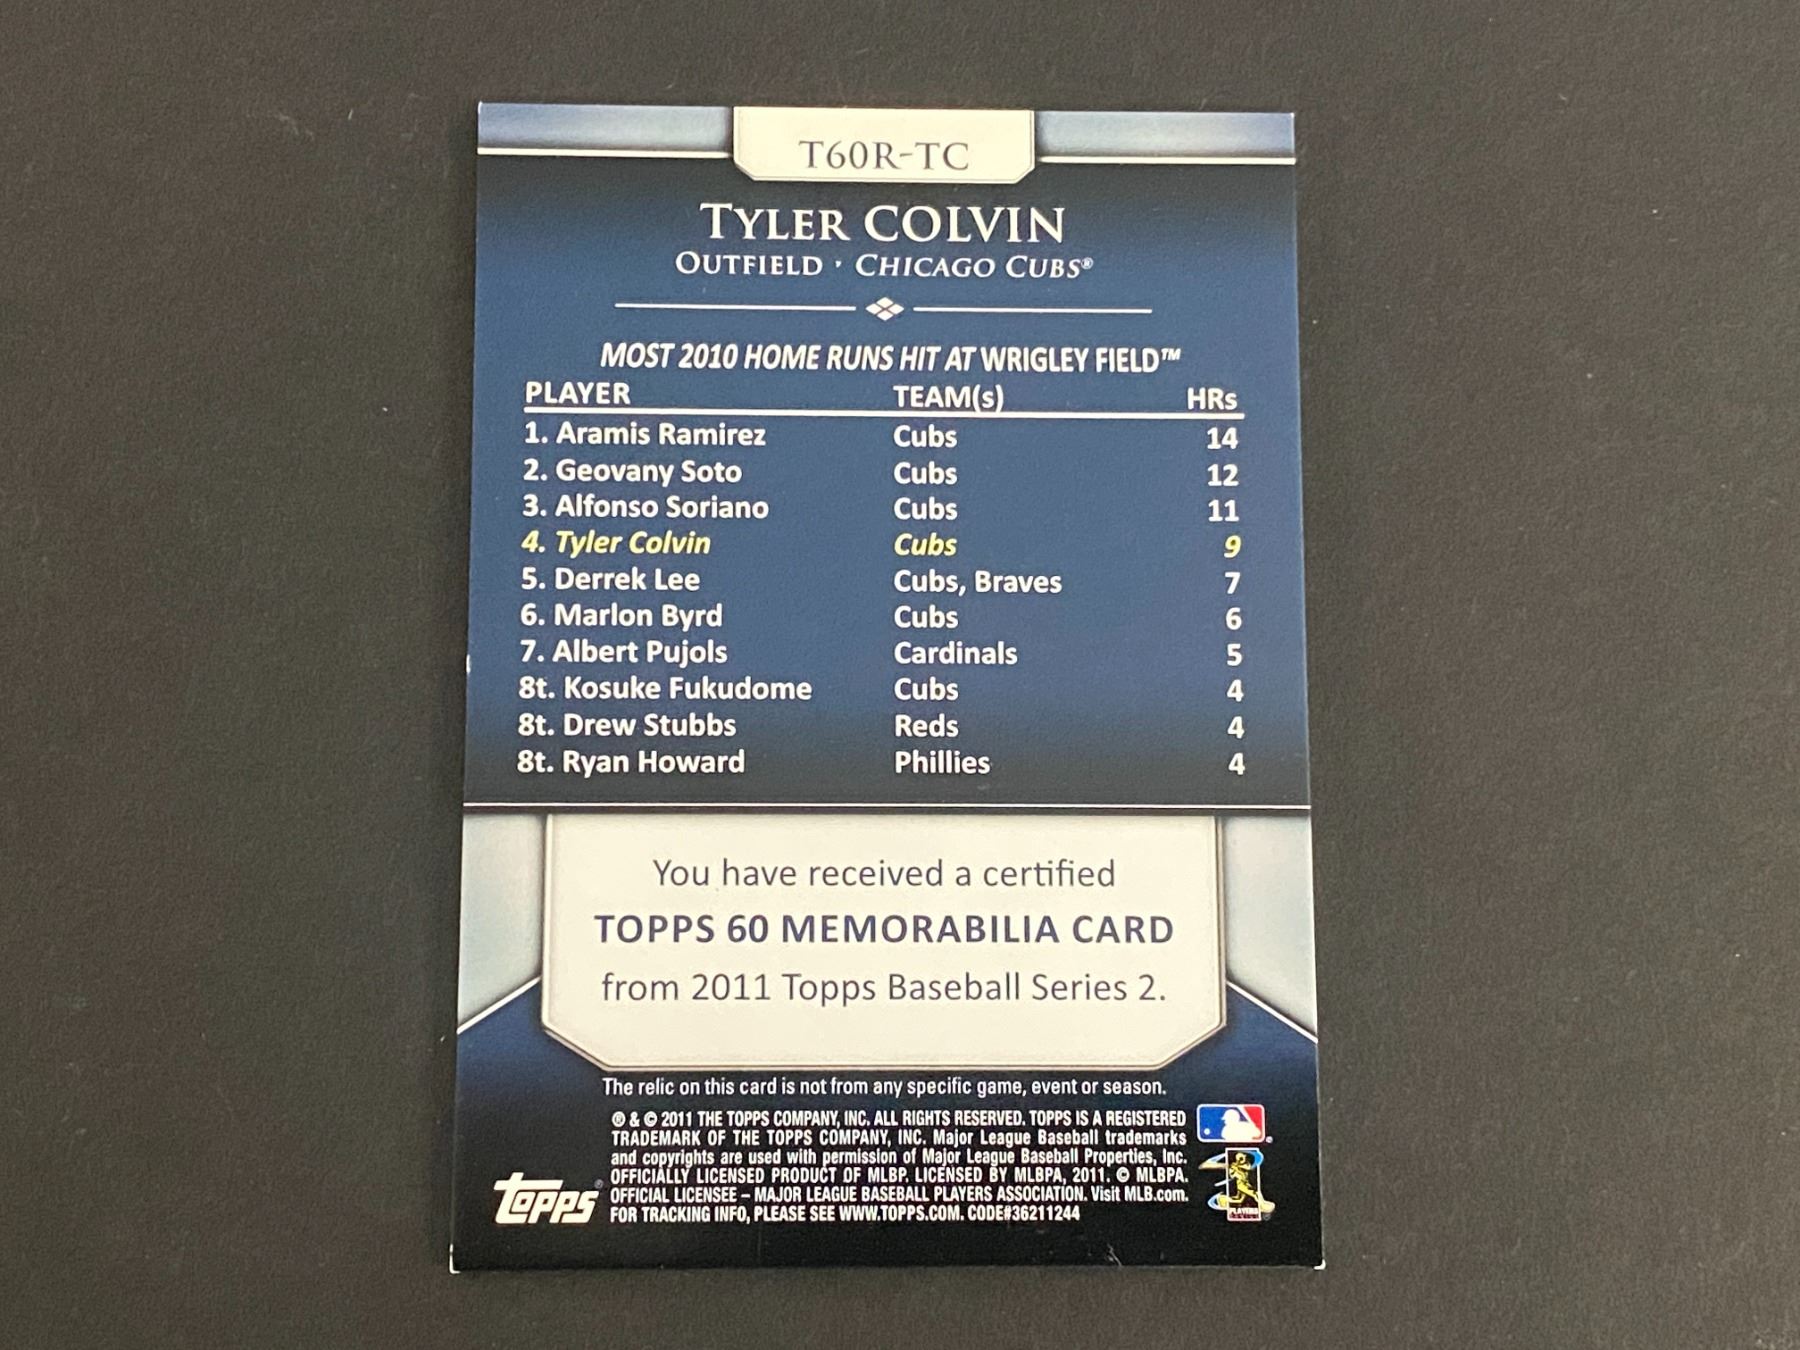 T60R-TC
TYLER COLVIN
OUTFIELD · CHICAGO CUBS®
MOST 2010 HOME RUNS HIT AT WRIGLEY FIELD™
PLAYER TEAM(s) HRs
1. Aramis Ramirez Cubs 14
2. Geovany Soto Cubs 12
3. Alfonso Soriano Cubs 11
4. Tyler Colvin Cubs 9
5. Derrek Lee Cubs, Braves 7
6. Marlon Byrd Cubs 6
7. Albert Pujols Cardinals 5
8t. Kosuke Fukudome Cubs 4
8t. Drew Stubbs Reds 4
8t. Ryan Howard Phillies 4
You have received a certified
TOPPS 60 MEMORABILIA CARD
from 2011 Topps Baseball Series 2.
The relic on this card is not from any specific game, event or season.
® & © 2011 THE TOPPS COMPANY, INC. ALL RIGHTS RESERVED. TOPPS IS A REGISTERED
TRADEMARK OF THE TOPPS COMPANY, INC. Major League Baseball trademarks
and copyrights are used with permission of Major League Baseball Properties, Inc.
OFFICIALLY LICENSED PRODUCT OF MLBP. LICENSED BY MLBPA, 2011. © MLBPA.
OFFICIAL LICENSEE – MAJOR LEAGUE BASEBALL PLAYERS ASSOCIATION. Visit MLB.com.
FOR TRACKING INFO, PLEASE SEE WWW.TOPPS.COM. CODE#36211244
Topps®
PLAYERS